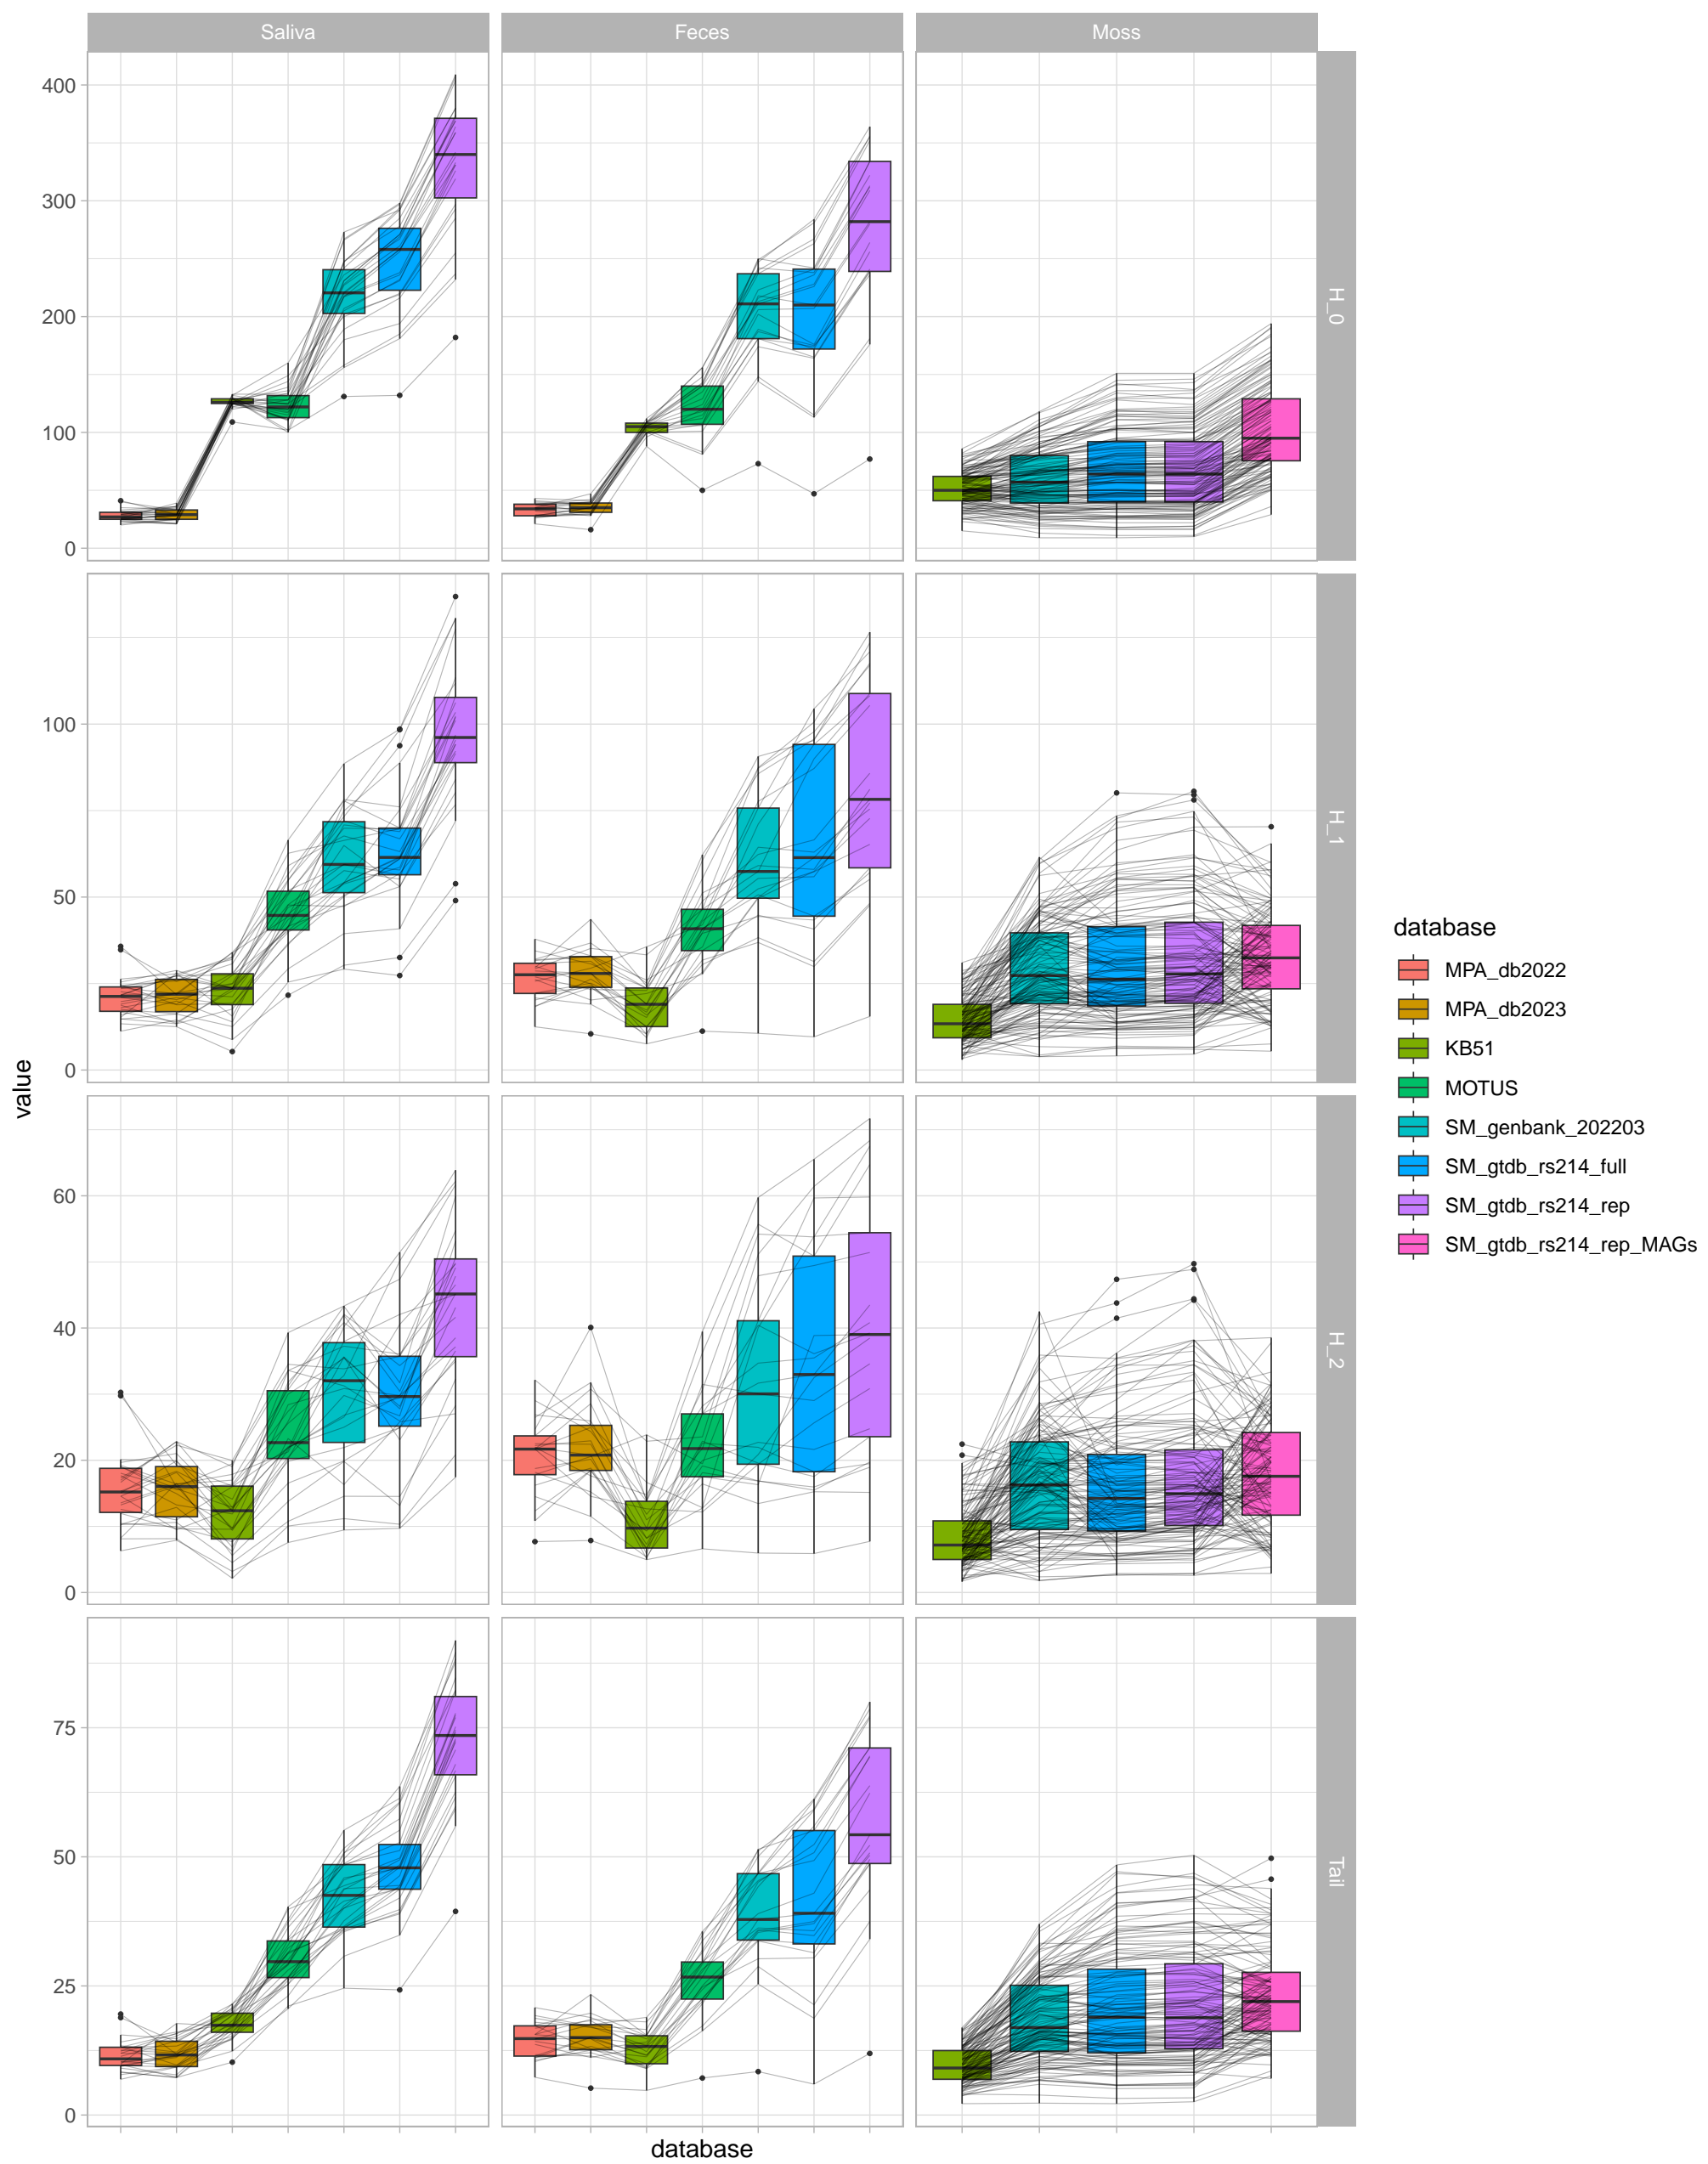 Saliva
Feces
Moss
400
300
200
100
0
H_0
100
50
0
H_1
60
40
20
0
H_2
75
50
25
0
Tail
value
database
database
MPA_db2022
MPA_db2023
KB51
MOTUS
SM_genbank_202203
SM_gtdb_rs214_full
SM_gtdb_rs214_rep
SM_gtdb_rs214_rep_MAGs